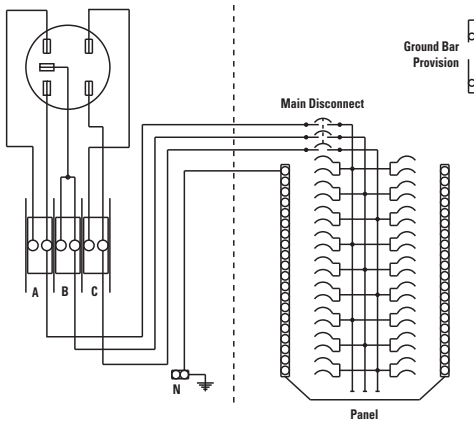 Ground Bar
Provision
Main Disconnect
A
B
C
N
Panel